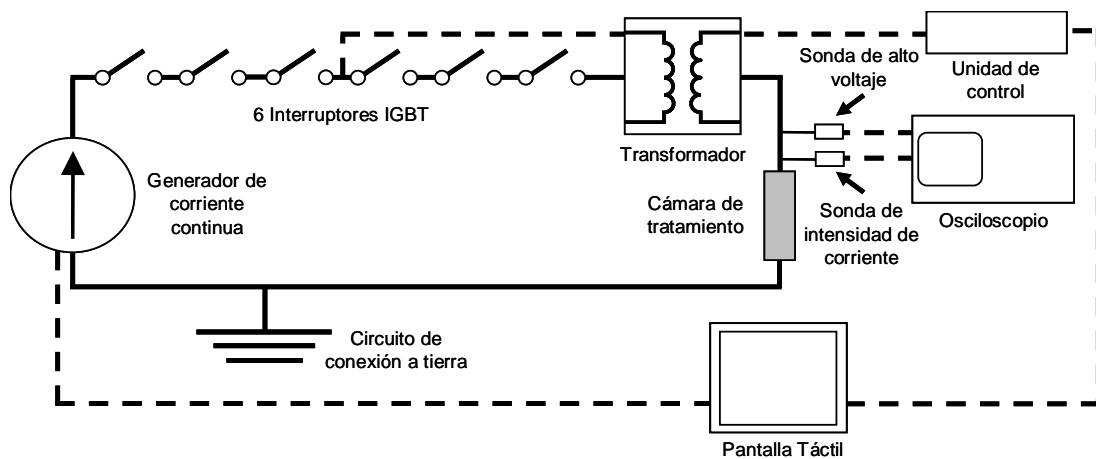 Sonda de alto
voltaje
Unidad de
control
6 Interruptores IGBT
Transformador
Generador de
corriente
continua
Cámara de
tratamiento
Sonda de
intensidad de
corriente
Osciloscopio
Circuito de
conexión a tierra
Pantalla Táctil